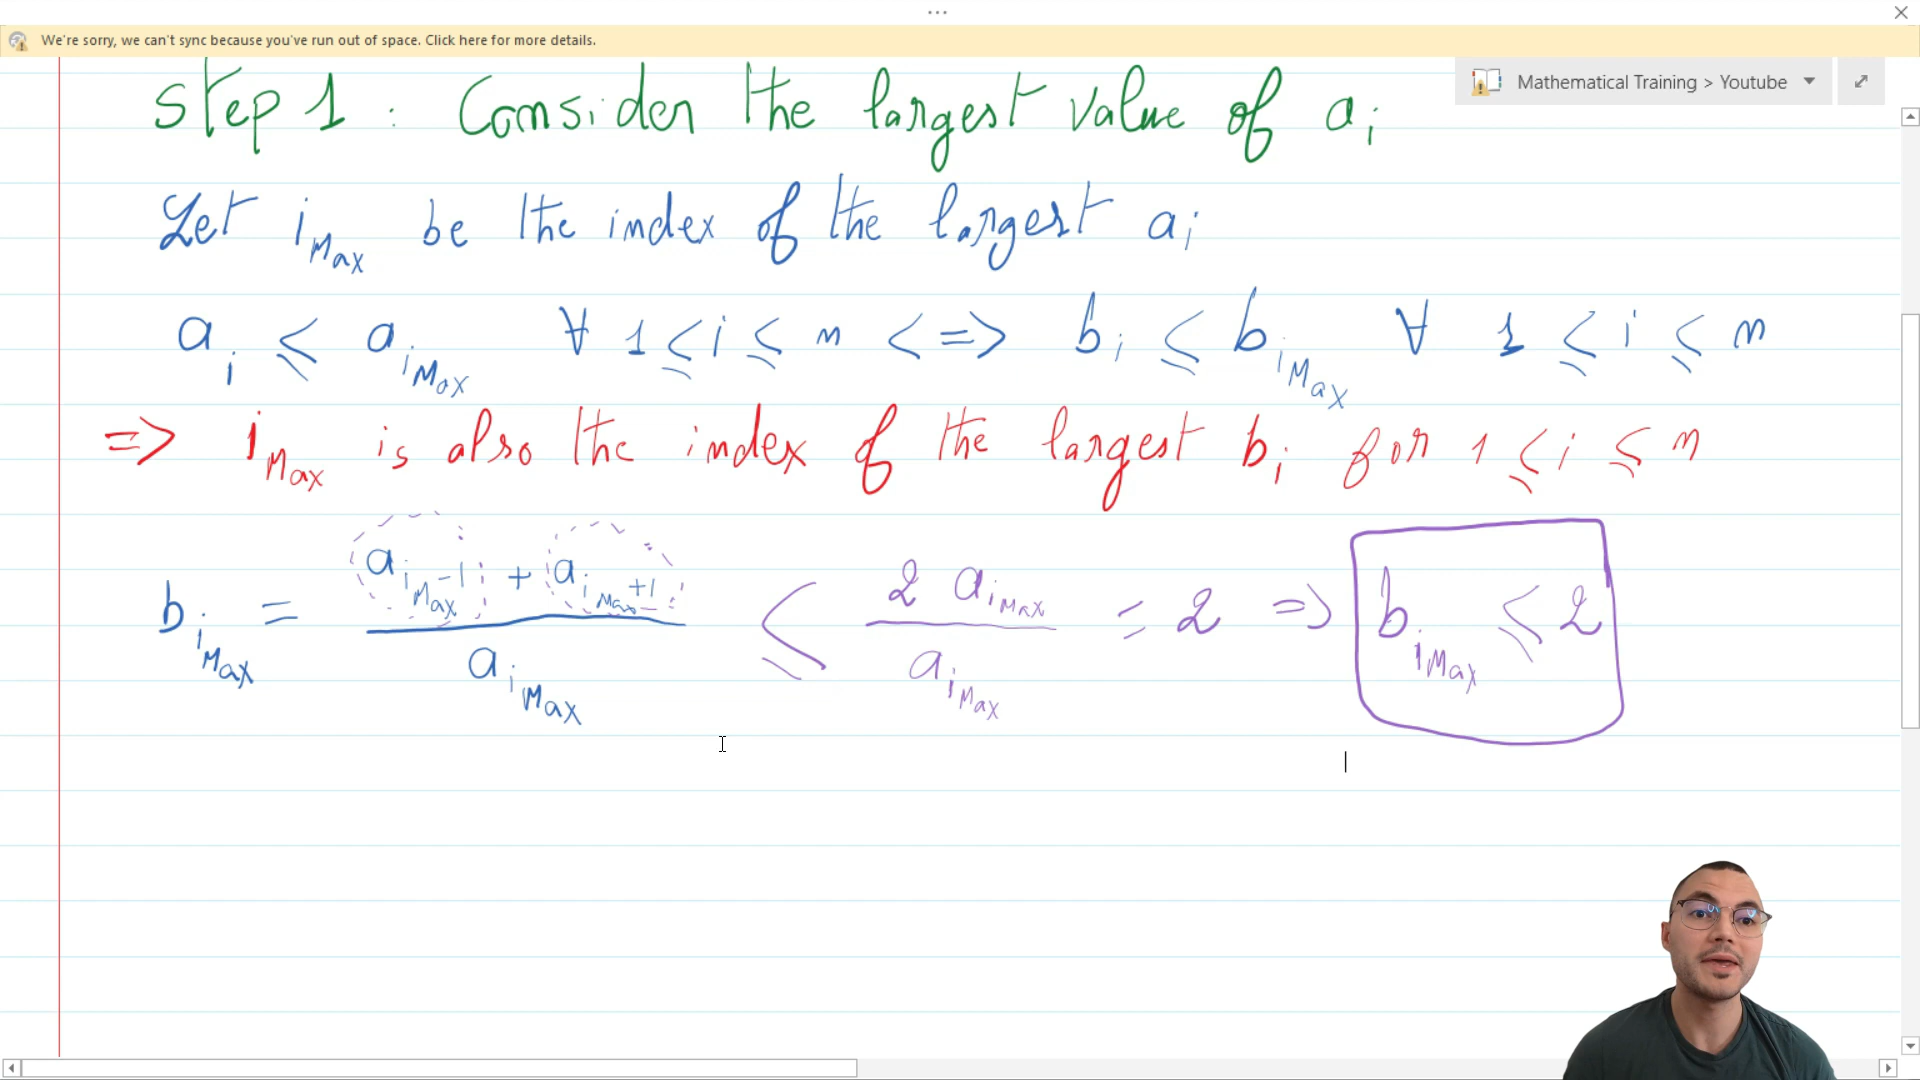 We're sorry, we can't sync because you've run out of space. Click here for more details.
Mathematical Training > Youtube
Step 1 : Consider the largest value of a_i
Let i_Max be the index of the largest a_i
a_i ≤ a_{i_Max} ∀ 1 ≤ i ≤ n <=> b_i ≤ b_{i_Max} ∀ 1 ≤ i ≤ n
=> i_Max is also the index of the largest b_i for 1 ≤ i ≤ n
b_{i_Max} = (a_{i_Max - 1} + a_{i_Max + 1}) / a_{i_Max} ≤ 2 a_{i_Max} / a_{i_Max} = 2 => b_{i_Max} ≤ 2